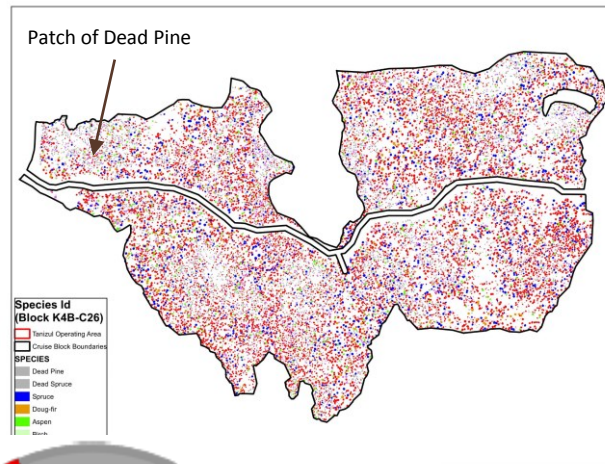 Patch of Dead Pine
Species Id
(Block K4B-C26)
Tanizul Operating Area
Cruise Block Boundaries
SPECIES
Dead Pine
Dead Spruce
Spruce
Doug-fir
Aspen
Birch